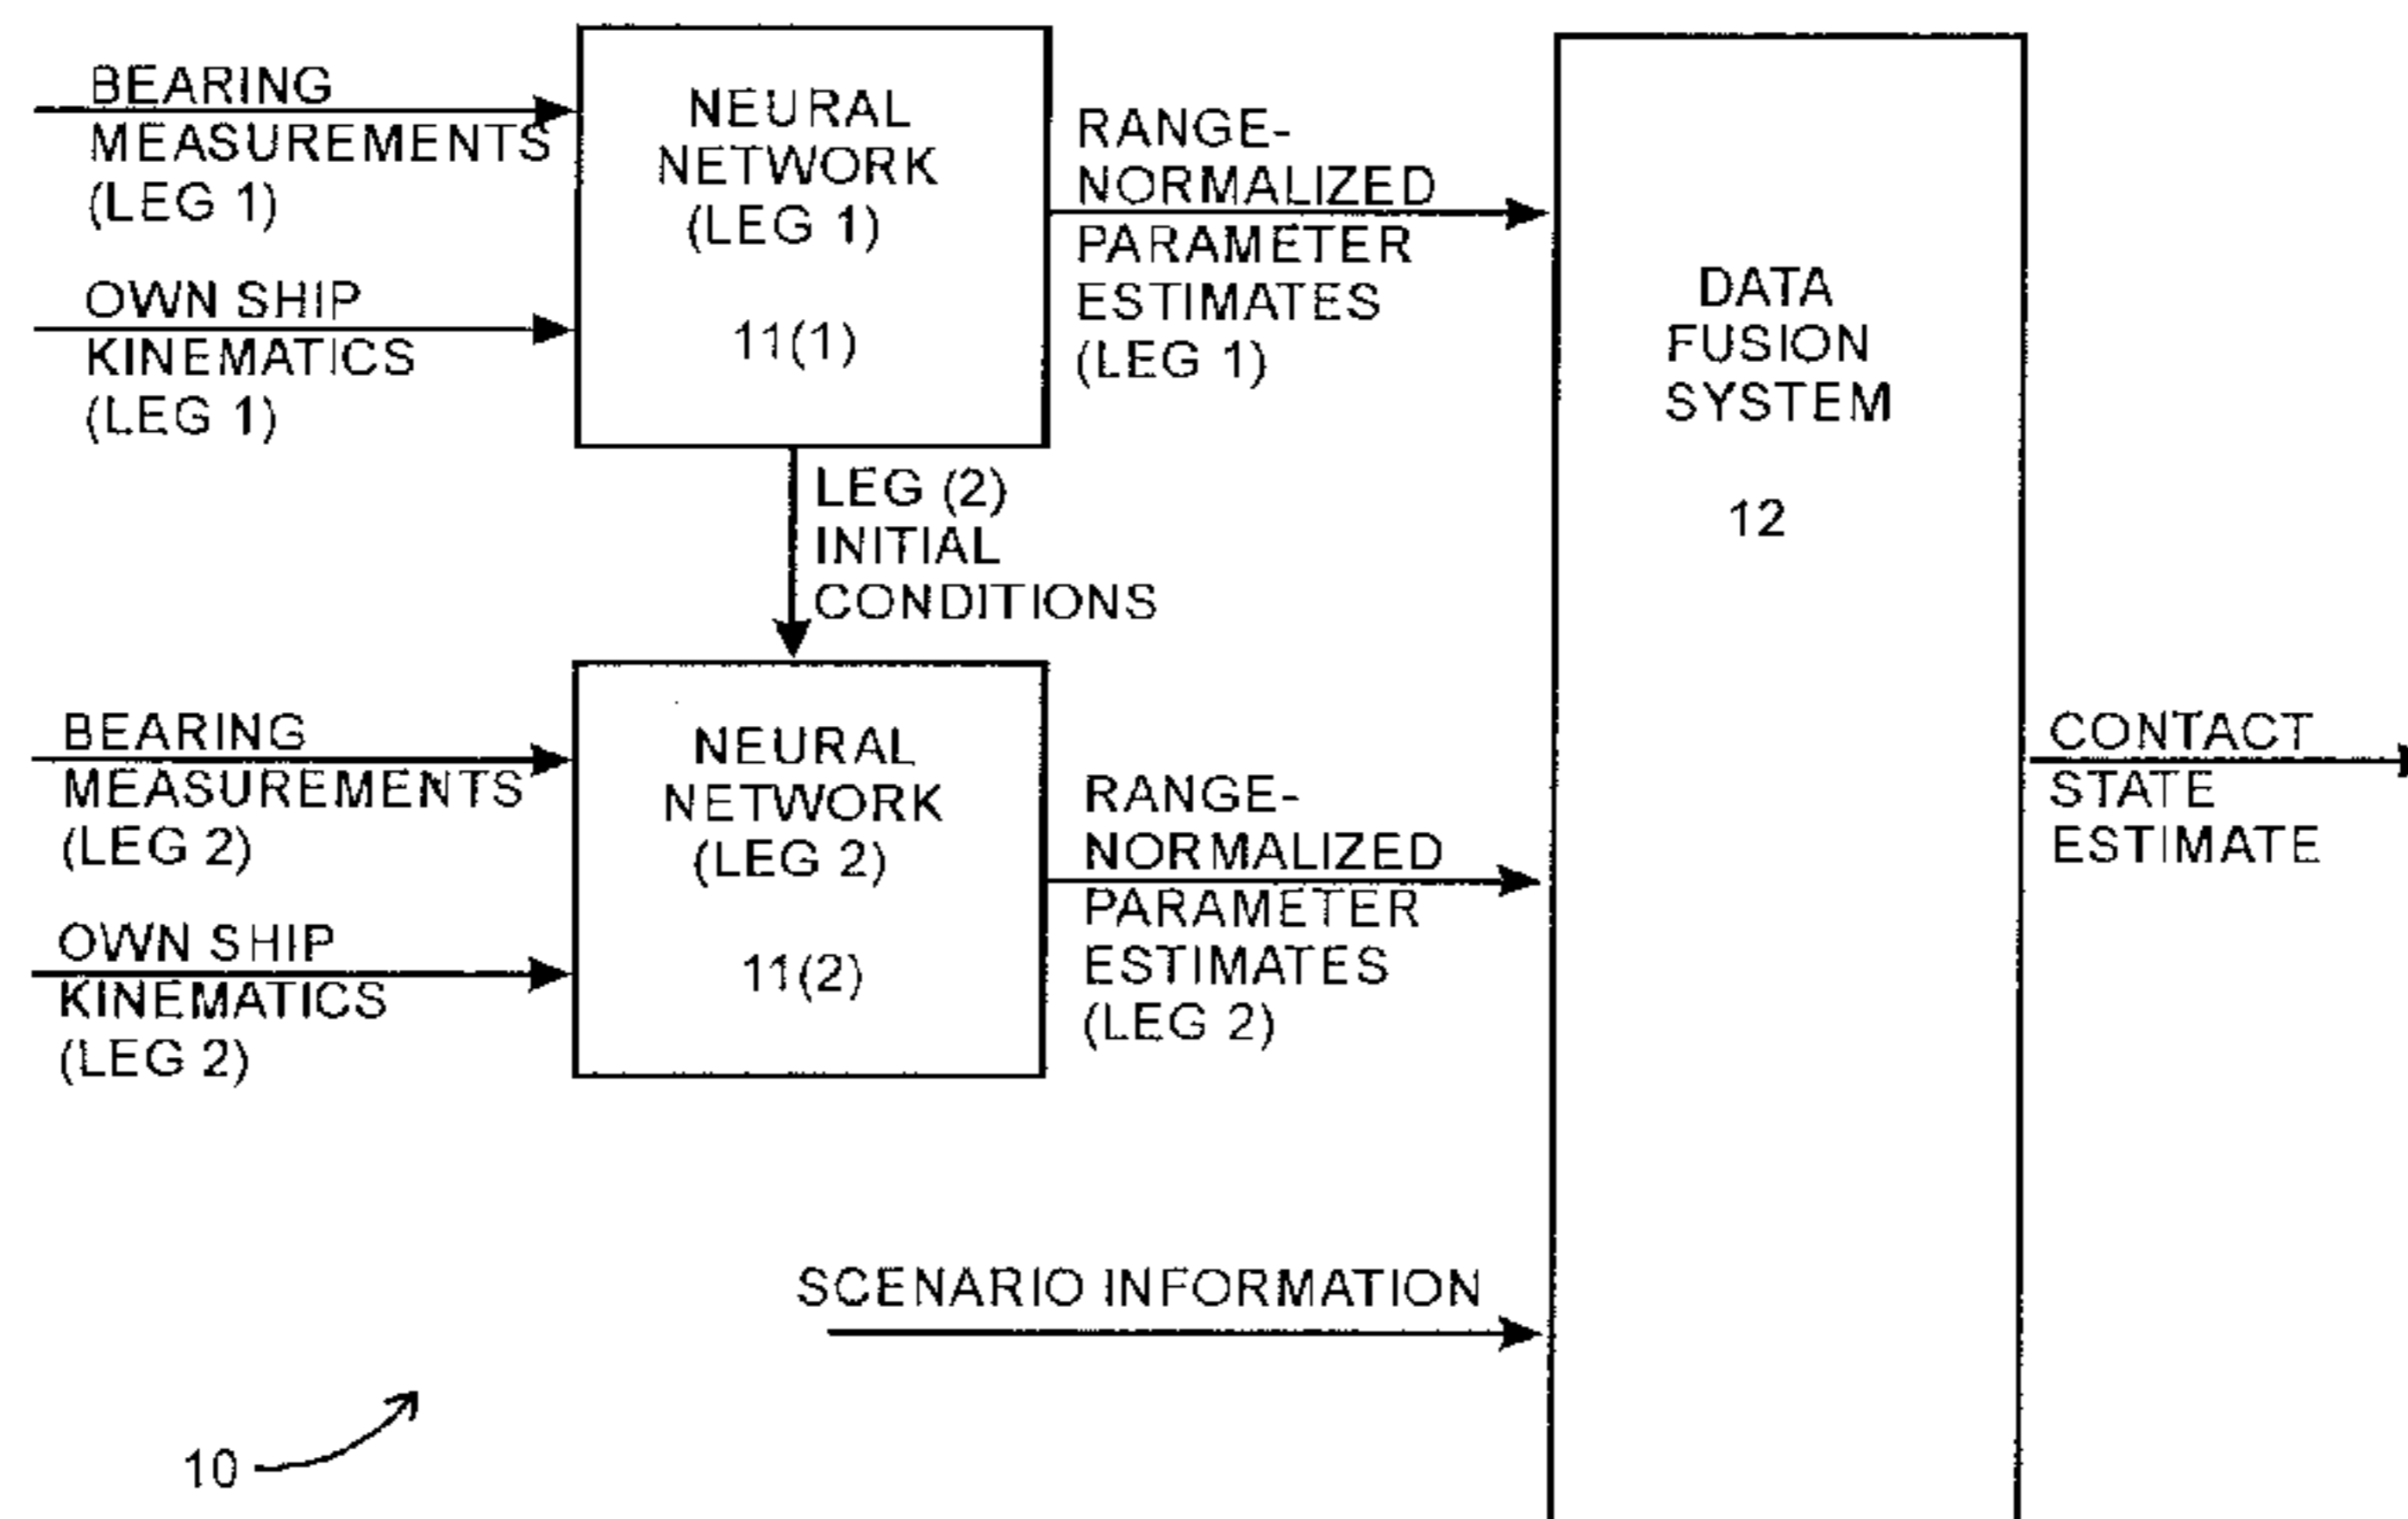 BEARING
MEASUREMENTS
(LEG 1)
OWN SHIP
KINEMATICS
(LEG 1)
NEURAL
NETWORK
(LEG 1)
11(1)
RANGE-
NORMALIZED
PARAMETER
ESTIMATES
(LEG 1)
DATA
FUSION
SYSTEM
12
LEG (2)
INITIAL
CONDITIONS
BEARING
MEASUREMENTS
(LEG 2)
OWN SHIP
KINEMATICS
(LEG 2)
NEURAL
NETWORK
(LEG 2)
11(2)
RANGE-
NORMALIZED
PARAMETER
ESTIMATES
(LEG 2)
CONTACT
STATE
ESTIMATE
SCENARIO INFORMATION
10